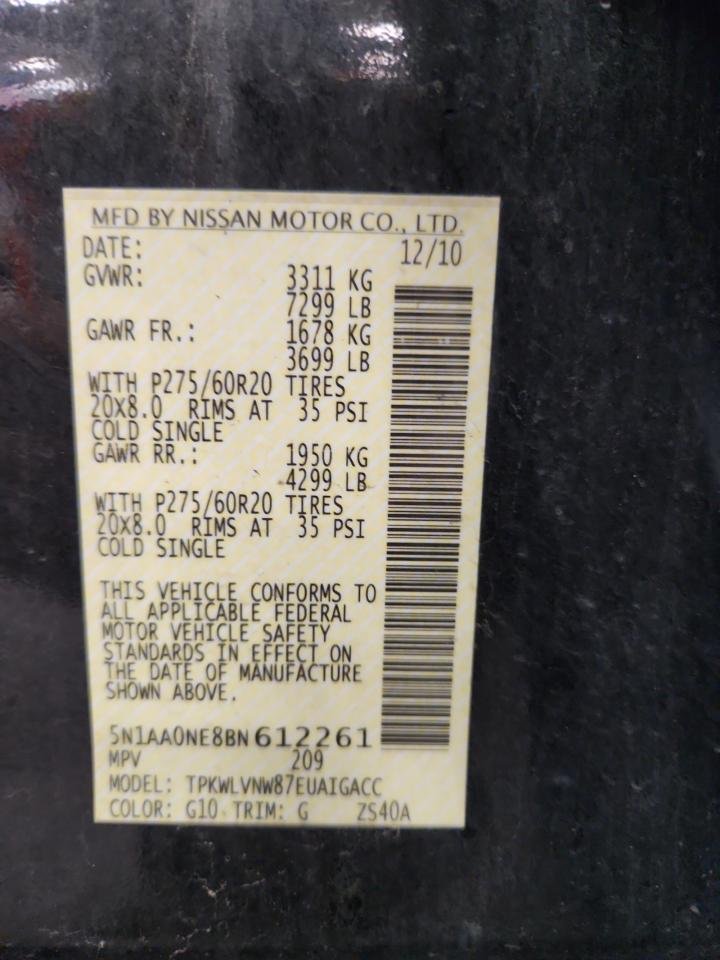 MFD BY NISSAN MOTOR CO., LTD.
DATE: 12/10
GVWR: 3311 KG
7299 LB
GAWR FR.: 1678 KG
3699 LB
WITH P275/60R20 TIRES
20X8.0 RIMS AT 35 PSI
COLD SINGLE
GAWR RR.: 1950 KG
4299 LB
WITH P275/60R20 TIRES
20X8.0 RIMS AT 35 PSI
COLD SINGLE
THIS VEHICLE CONFORMS TO
ALL APPLICABLE FEDERAL
MOTOR VEHICLE SAFETY
STANDARDS IN EFFECT ON
THE DATE OF MANUFACTURE
SHOWN ABOVE.
5N1AA0NE8BN612261
MPV 209
MODEL: TPKWLVNW87EUAIGACC
COLOR: G10 TRIM: G ZS40A